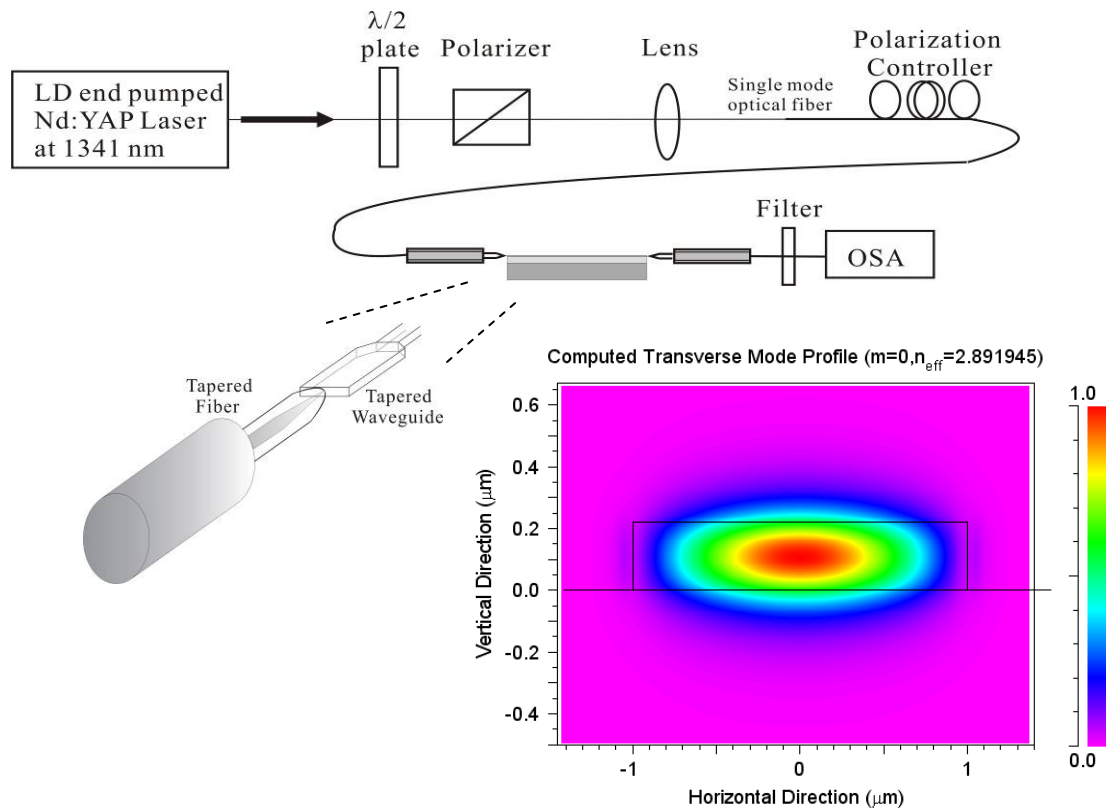 λ/2
plate
Polarizer
Lens
Polarization
Controller
Single mode
optical fiber
LD end pumped
Nd:YAP Laser
at 1341 nm
Filter
OSA
Tapered
Fiber
Tapered
Waveguide
Computed Transverse Mode Profile (m=0,n_eff=2.891945)
Vertical Direction (μm)
0.6
0.4
0.2
0.0
-0.2
-0.4
-1
0
1
Horizontal Direction (μm)
1.0
0.0